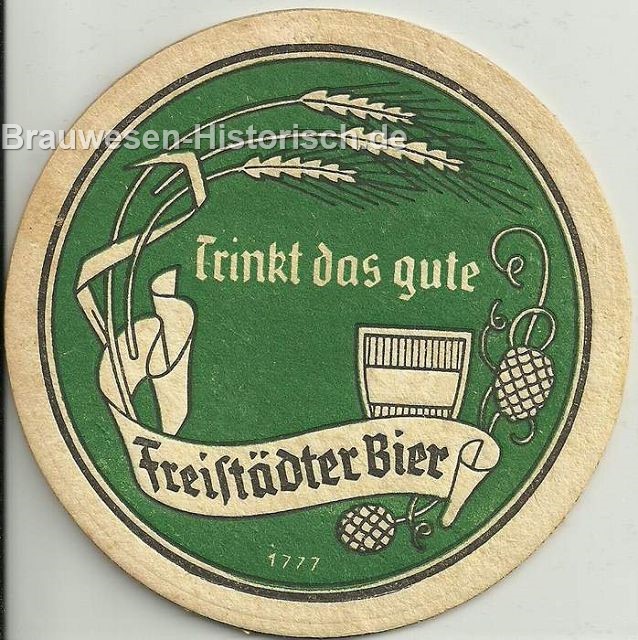 Brauwesen-Historisch.de
Trinkt das gute
Freiſtädter Bier
1777